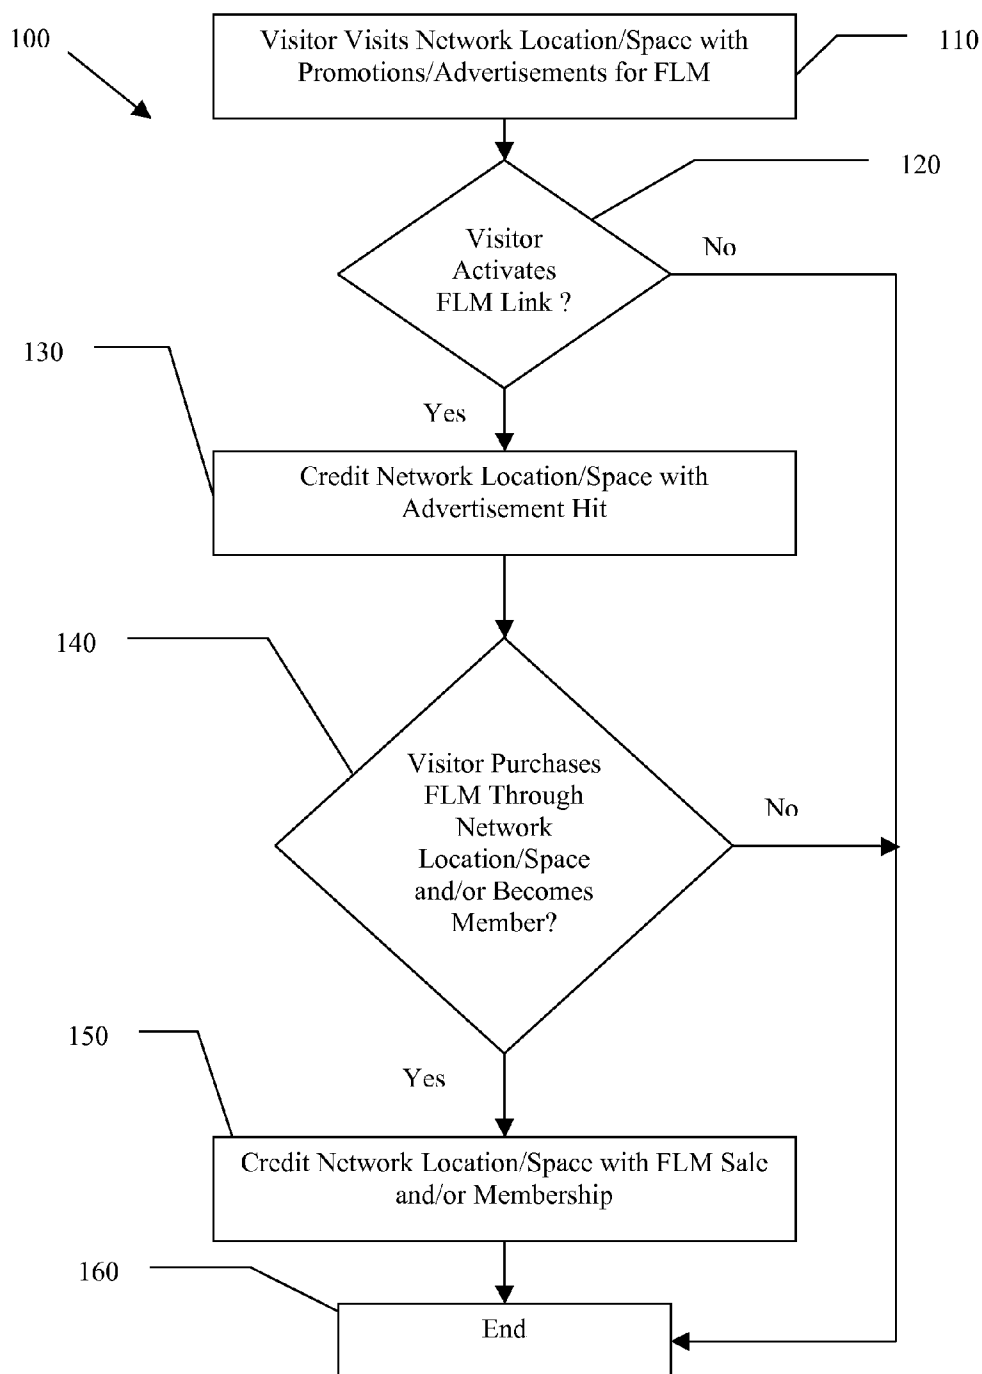 100
Visitor Visits Network Location/Space with
Promotions/Advertisements for FLM
110
120
Visitor
Activates
FLM Link ?
No
130
Yes
Credit Network Location/Space with
Advertisement Hit
140
Visitor Purchases
FLM Through
Network
Location/Space
and/or Becomes
Member?
No
150
Yes
Credit Network Location/Space with FLM Sale
and/or Membership
160
End